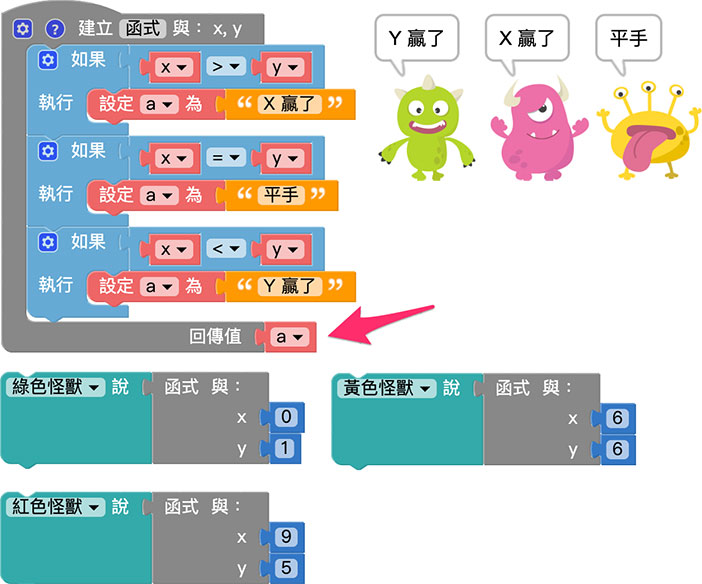 ? 建立 函式 與： x, y
如果 x > y
執行 設定 a 為 “ X 贏了 ”
如果 x = y
執行 設定 a 為 “ 平手 ”
如果 x < y
執行 設定 a 為 “ Y 贏了 ”
回傳值 a
Y 贏了
X 贏了
平手
綠色怪獸 說 函式 與：
x 0
y 1
黃色怪獸 說 函式 與：
x 6
y 6
紅色怪獸 說 函式 與：
x 9
y 5